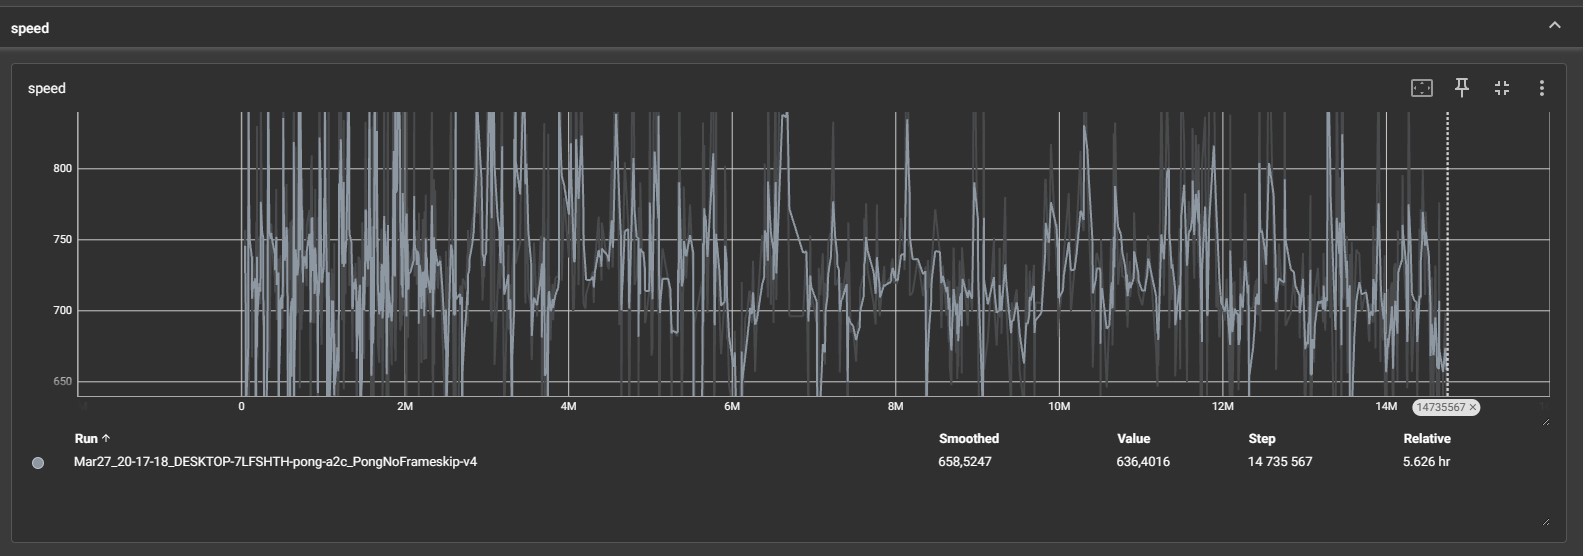 speed
speed
800
750
700
650
0 2M 4M 6M 8M 10M 12M 14M 14735567 ×
Run ↑ Smoothed Value Step Relative
Mar27_20-17-18_DESKTOP-7LFSHTH-pong-a2c_PongNoFrameskip-v4 658,5247 636,4016 14 735 567 5.626 hr